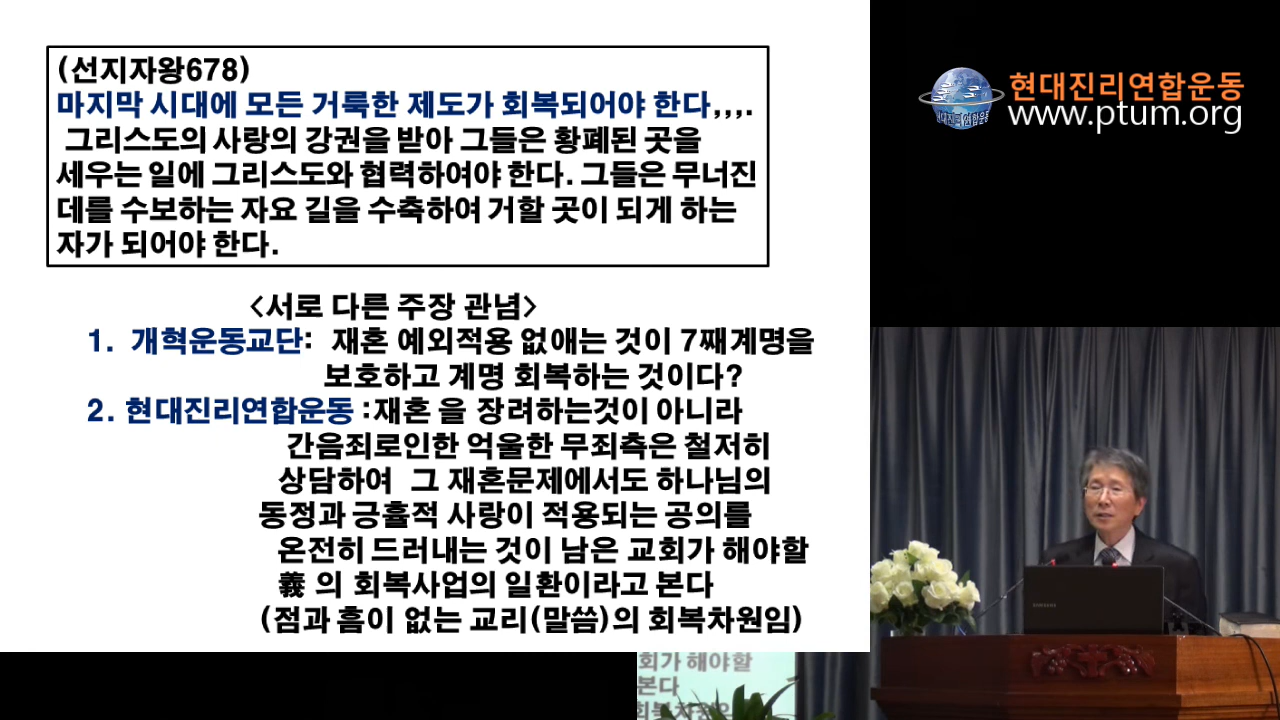 (선지자왕678)
마지막 시대에 모든 거룩한 제도가 회복되어야 한다,,,.
그리스도의 사랑의 강권을 받아 그들은 황폐된 곳을
세우는 일에 그리스도와 협력하여야 한다. 그들은 무너진
데를 수보하는 자요 길을 수축하여 거할 곳이 되게 하는
자가 되어야 한다.
<서로 다른 주장 관념>
1. 개혁운동교단: 재혼 예외적용 없애는 것이 7째계명을
보호하고 계명 회복하는 것이다?
2. 현대진리연합운동 :재혼 을 장려하는것이 아니라
간음죄로인한 억울한 무죄측은 철저히
상담하여 그 재혼문제에서도 하나님의
동정과 긍휼적 사랑이 적용되는 공의를
온전히 드러내는 것이 남은 교회가 해야할
義 의 회복사업의 일환이라고 본다
(점과 흠이 없는 교리(말씀)의 회복차원임)
현대진리연합운동
www.ptum.org
현대진리연합운동
SAMSUNG
회가 해야할
본다